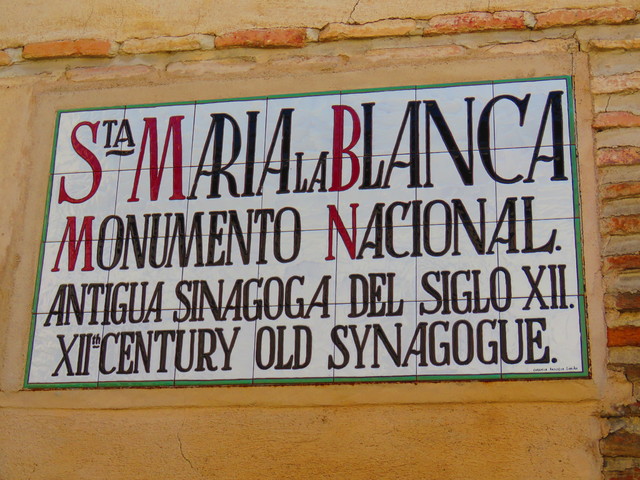 STA MARIA LA BLANCA
MONUMENTO NACIONAL.
ANTIGUA SINAGOGA DEL SIGLO XII.
XIIth CENTURY OLD SYNAGOGUE.